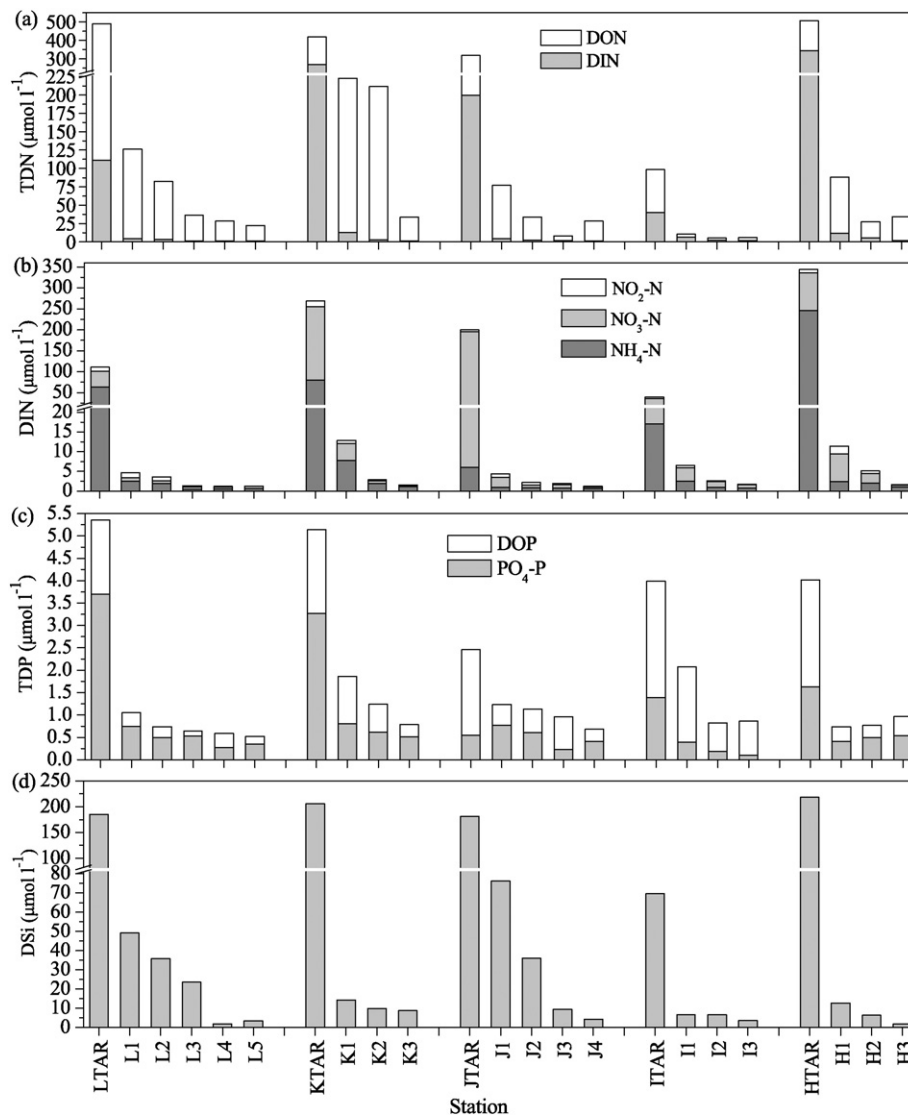 (a)
TDN (μmol l⁻¹)
500
400
300
225
200
175
150
125
100
75
50
25
0
DON
DIN
(b)
DIN (μmol l⁻¹)
350
300
250
200
150
100
50
20
15
10
5
0
NO₂-N
NO₃-N
NH₄-N
(c)
TDP (μmol l⁻¹)
5.5
5.0
4.5
4.0
3.5
3.0
2.5
2.0
1.5
1.0
0.5
0.0
DOP
PO₄-P
(d)
DSi (μmol l⁻¹)
250
200
150
100
80
70
60
50
40
30
20
10
0
LTAR
L1
L2
L3
L4
L5
KTAR
K1
K2
K3
JTAR
J1
J2
J3
J4
ITAR
I1
I2
I3
HTAR
H1
H2
H3
Station